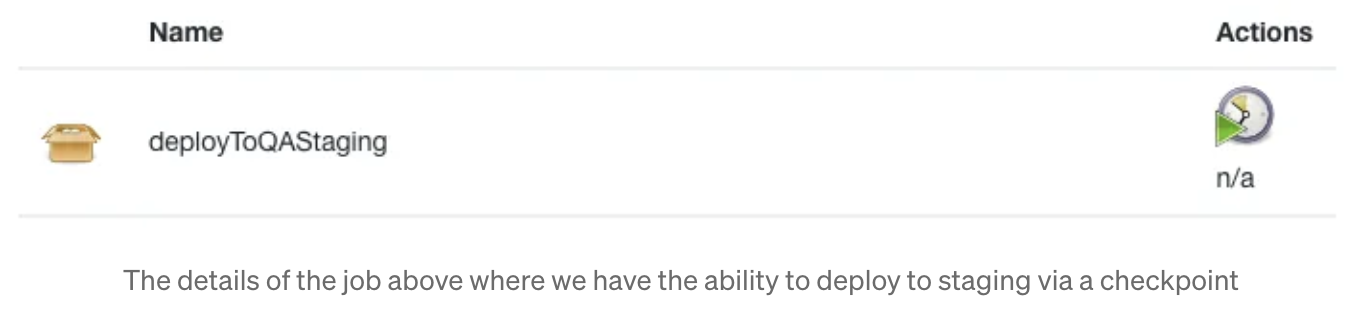 Name Actions
deployToQAStaging
n/a
The details of the job above where we have the ability to deploy to staging via a checkpoint